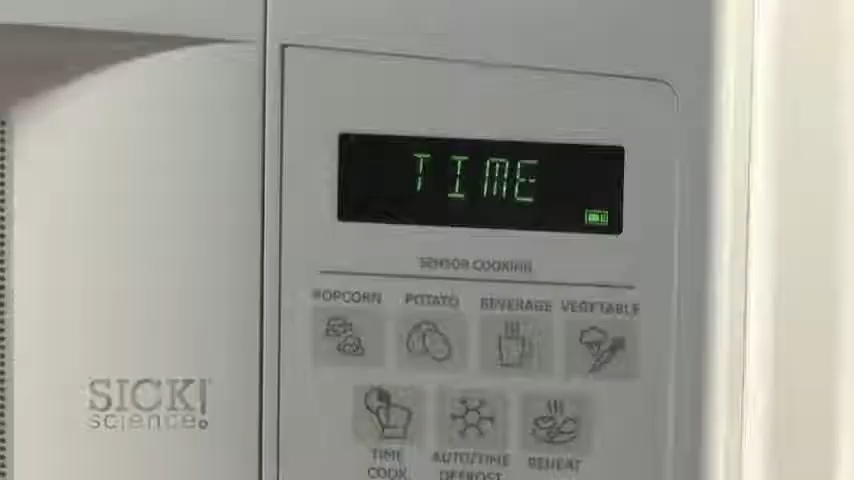 TIME
SENSOR COOKING
POPCORN POTATO BEVERAGE VEGETABLE
SICK!
science.
TIME COOK AUTO/TIME DEFROST REHEAT